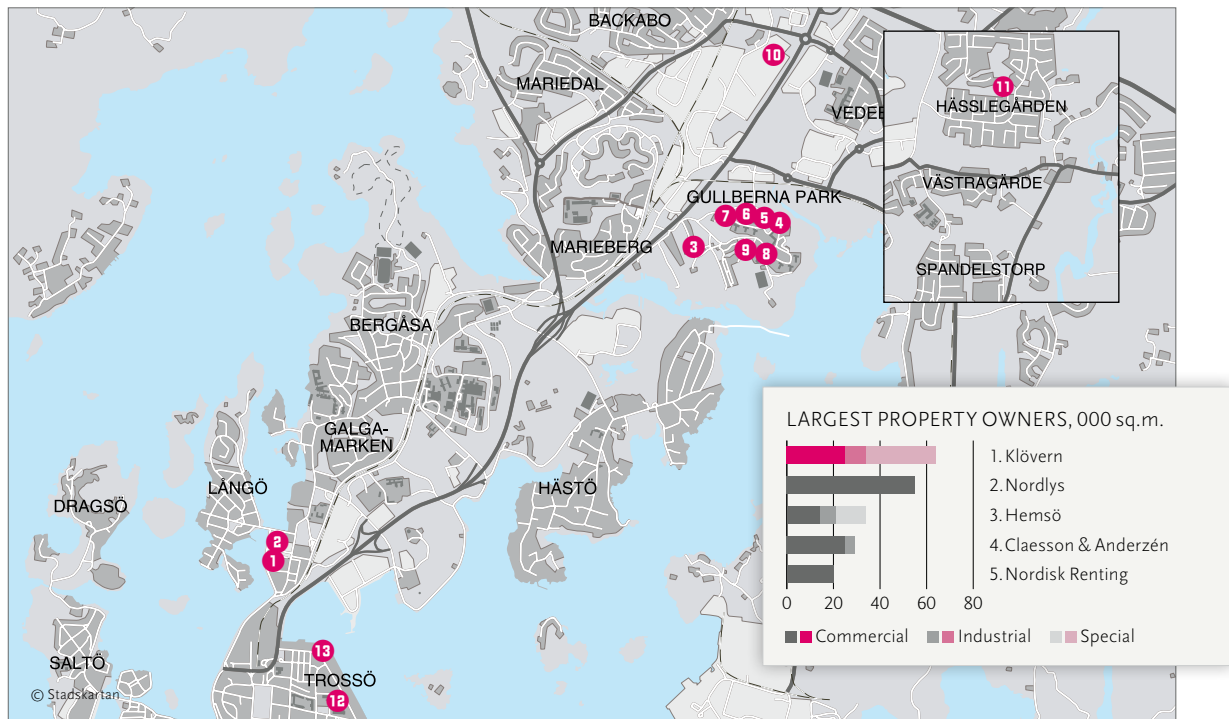 BACKABO
10
MARIEDAL
VEDEB
11
HÄSSLEGÅRDEN
VÄSTRAGÄRDE
SPANDELSTORP
GULLBERNA PARK
7
6
5
4
3
9
8
MARIEBERG
BERGÅSA
GALGA-
MARKEN
LÅNGÖ
DRAGSÖ
HÄSTÖ
2
1
13
TROSSÖ
12
SALTÖ
© Stadskartan
LARGEST PROPERTY OWNERS, 000 sq.m.
1. Klövern
2. Nordlys
3. Hemsö
4. Claesson & Anderzén
5. Nordisk Renting
0 20 40 60 80
Commercial Industrial Special